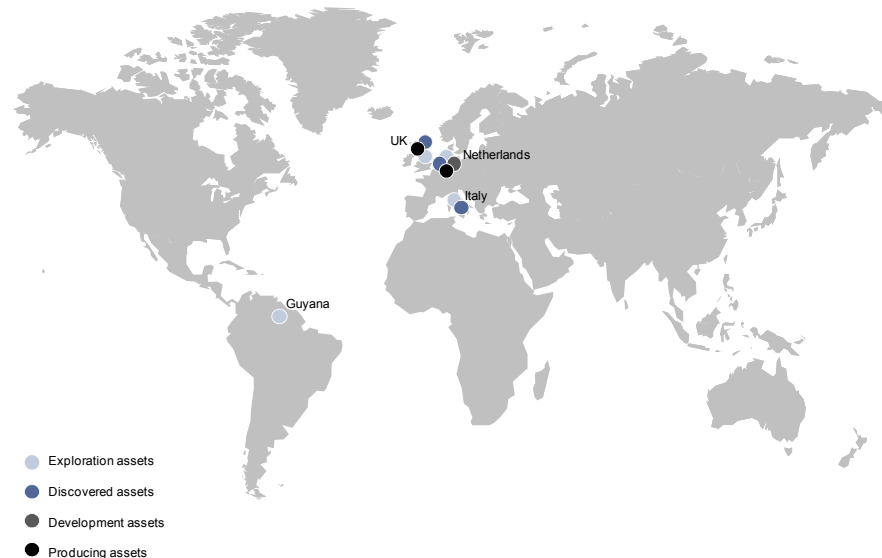 UK
Netherlands
Italy
Guyana
Exploration assets
Discovered assets
Development assets
Producing assets